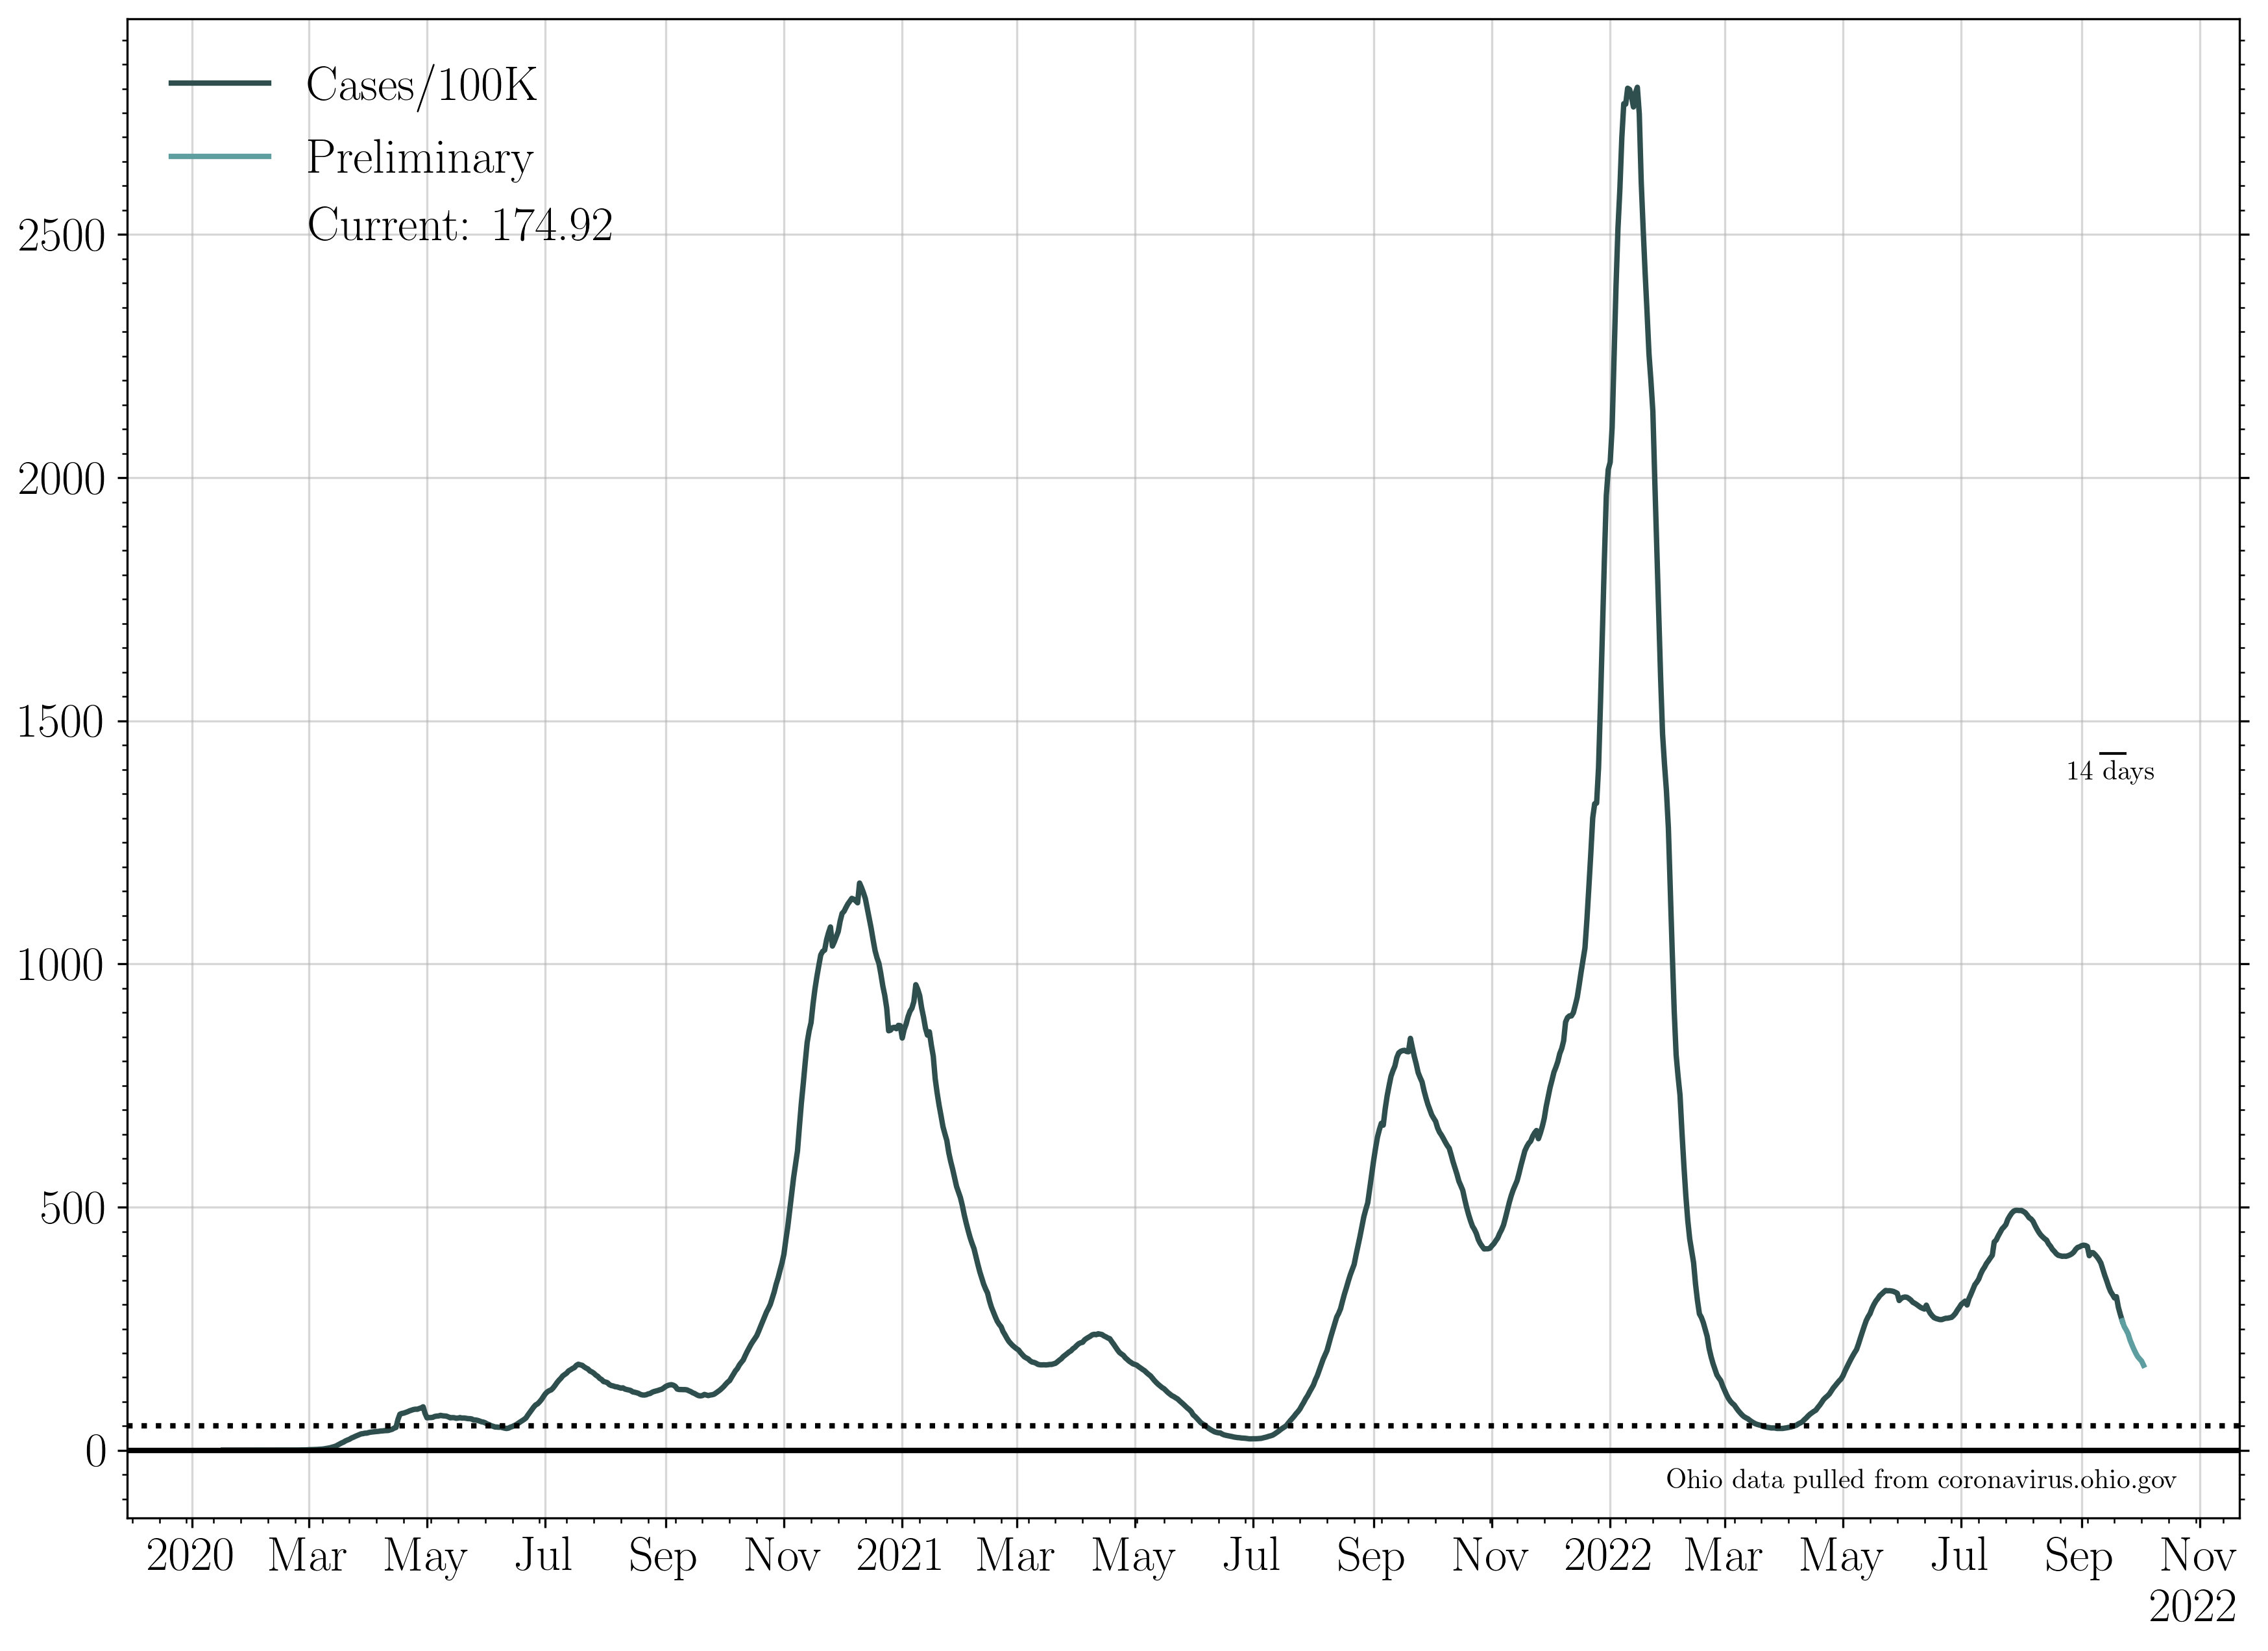 Cases/100K
Preliminary
Current: 174.92
2500
2000
1500
14 days
1000
500
0
Ohio data pulled from coronavirus.ohio.gov
2020 Mar May Jul Sep Nov 2021 Mar May Jul Sep Nov 2022 Mar May Jul Sep Nov
2022